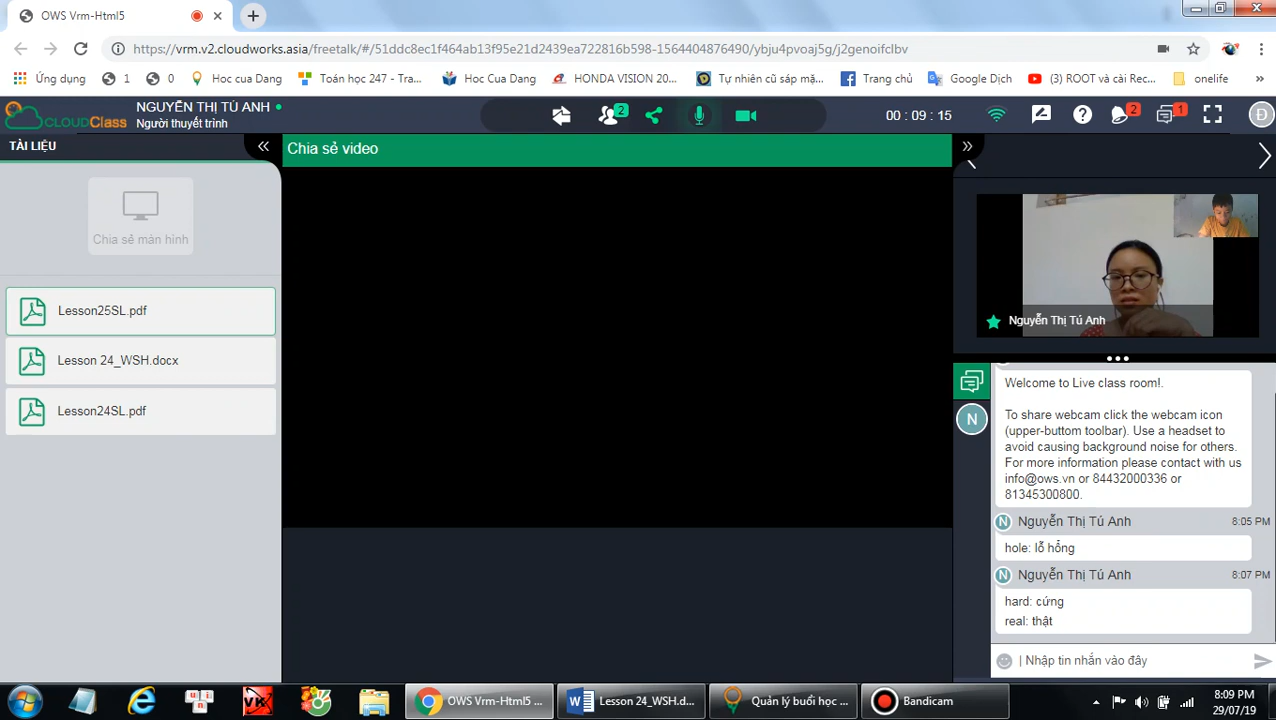 OWS Vrm-Html5
https://vrm.v2.cloudworks.asia/freetalk/#/51ddc8ec1f464ab13f95e21d2439ea722816b598-1564404876490/ybju4pvoaj5g/j2genoifclbv
Ứng dụng 1 0 Học cua Dang Toán học 247 - Tra... Học Cua Dang HONDA VISION 20... Tự nhiên cũ sáp mặ... Trang chủ Google Dịch (3) ROOT và cài Rec... onelife »
CLOUDClass
NGUYỄN THỊ TÚ ANH
Người thuyết trình
2
00 : 09 : 15
2
1
Đ
TÀI LIỆU
Chia sẻ màn hình
Lesson25SL.pdf
Lesson 24_WSH.docx
Lesson24SL.pdf
Chia sẻ video
Nguyễn Thị Tú Anh
N
Welcome to Live class room!.
To share webcam click the webcam icon
(upper-buttom toolbar). Use a headset to
avoid causing background noise for others.
For more information please contact with us
info@ows.vn or 84432000336 or
81345300800.
N Nguyễn Thị Tú Anh 8:05 PM
hole: lỗ hổng
N Nguyễn Thị Tú Anh 8:07 PM
hard: cứng
real: thật
Nhập tin nhắn vào đây
OWS Vrm-Html5 ...
Lesson 24_WSH.d...
Quản lý buổi học ...
Bandicam
8:09 PM
29/07/19